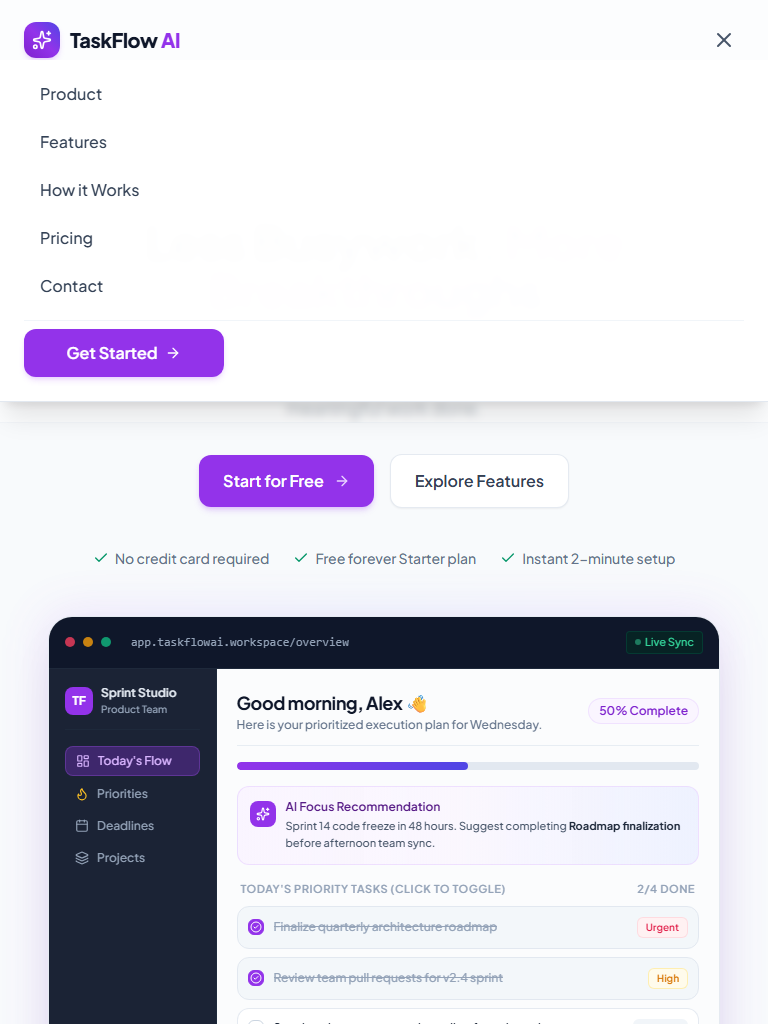 TaskFlow AI
Product
Features
How it Works
Pricing
Contact
Get Started
meaningful work done.
Start for Free
Explore Features
No credit card required
Free forever Starter plan
Instant 2-minute setup
app.taskflowai.workspace/overview
Live Sync
TF
Sprint Studio
Product Team
Today's Flow
Priorities
Deadlines
Projects
Good morning, Alex 👋
Here is your prioritized execution plan for Wednesday.
50% Complete
AI Focus Recommendation
Sprint 14 code freeze in 48 hours. Suggest completing Roadmap finalization
before afternoon team sync.
TODAY'S PRIORITY TASKS (CLICK TO TOGGLE)
2/4 DONE
Finalize quarterly architecture roadmap
Urgent
Review team pull requests for v2.4 sprint
High